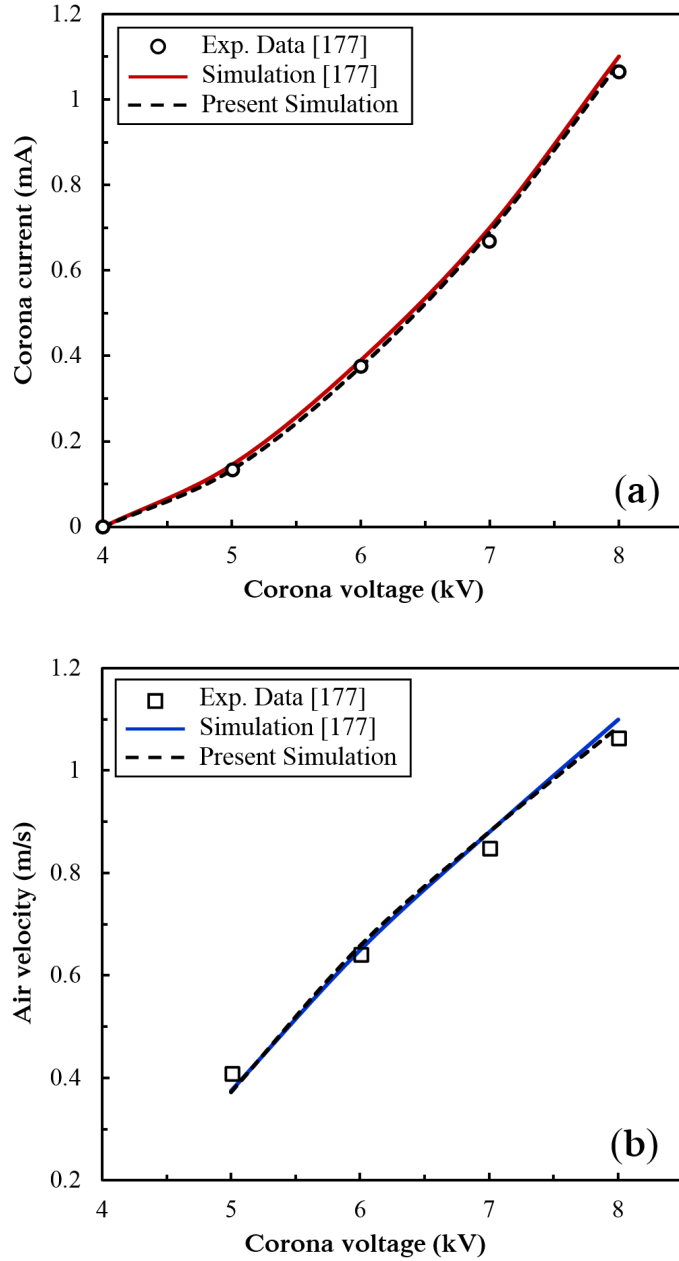 1.2
1
0.8
0.6
0.4
0.2
0
Corona current (mA)
Exp. Data [177]
Simulation [177]
Present Simulation
(a)
4 5 6 7 8
Corona voltage (kV)
1.2
1
0.8
0.6
0.4
0.2
Air velocity (m/s)
Exp. Data [177]
Simulation [177]
Present Simulation
(b)
4 5 6 7 8
Corona voltage (kV)